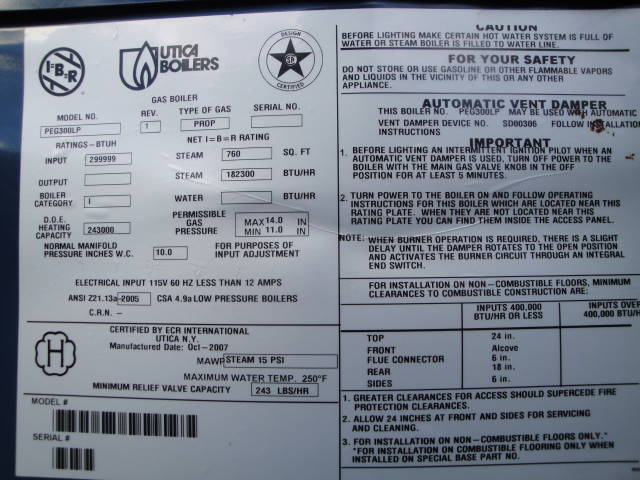 I=B=R
UTICA
BOILERS
DESIGN
CERTIFIED
GAS BOILER
MODEL NO. REV. TYPE OF GAS SERIAL NO.
PEG300LP 1 PROP
RATINGS-BTUH NET I=B=R RATING
INPUT 299999 STEAM 760 SQ. FT
OUTPUT STEAM 182300 BTU/HR
BOILER
CATEGORY I WATER BTU/HR
D.O.E.
HEATING
CAPACITY 243000
PERMISSIBLE
GAS
PRESSURE
MAX 14.0 IN
MIN 11.0 IN
NORMAL MANIFOLD
PRESSURE INCHES W.C. 10.0
FOR PURPOSES OF
INPUT ADJUSTMENT
ELECTRICAL INPUT 115V 60 HZ LESS THAN 12 AMPS
ANSI Z21.13a-2005 CSA 4.9a LOW PRESSURE BOILERS
C.R.N. –
CERTIFIED BY ECR INTERNATIONAL
UTICA N.Y.
Manufactured Date: Oct-2007
MAWP STEAM 15 PSI
MAXIMUM WATER TEMP. 250°F
MINIMUM RELIEF VALVE CAPACITY 243 LBS/HR
H
MODEL #
SERIAL #
CAUTION
BEFORE LIGHTING MAKE CERTAIN HOT WATER SYSTEM IS FULL OF
WATER OR STEAM BOILER IS FILLED TO WATER LINE.
FOR YOUR SAFETY
DO NOT STORE OR USE GASOLINE OR OTHER FLAMMABLE VAPORS
AND LIQUIDS IN THE VICINITY OF THIS OR ANY OTHER
APPLIANCE.
AUTOMATIC VENT DAMPER
THIS BOILER NO. PEG300LP MAY BE USED AUTOMATIC
VENT DAMPER DEVICE NO. SD00306 FOLLOW INSTALLATION
INSTRUCTIONS
IMPORTANT
1. BEFORE LIGHTING AN INTERMITTENT IGNITION PILOT WHEN AN
AUTOMATIC VENT DAMPER IS USED, TURN OFF POWER TO THE
BOILER WITH THE MAIN GAS VALVE KNOB IN THE OFF
POSITION FOR AT LEAST 5 MINUTES.
2. TURN POWER TO THE BOILER ON AND FOLLOW OPERATING
INSTRUCTIONS FOR THIS BOILER WHICH ARE LOCATED NEAR THIS
RATING PLATE. WHEN THEY ARE NOT LOCATED NEAR THIS
RATING PLATE YOU CAN FIND THEM INSIDE THE ACCESS PANEL.
NOTE: WHEN BURNER OPERATION IS REQUIRED, THERE IS A SLIGHT
DELAY UNTIL THE DAMPER ROTATES TO THE OPEN POSITION
AND ACTIVATES THE BURNER CIRCUIT THROUGH AN INTEGRAL
END SWITCH.
FOR INSTALLATION ON NON-COMBUSTIBLE FLOORS, MINIMUM
CLEARANCES TO COMBUSTIBLE CONSTRUCTION ARE:
INPUTS 400,000 INPUTS OVER
BTU/HR OR LESS 400,000 BTU/H
TOP 24 in.
FRONT Alcove
FLUE CONNECTOR 6 in.
REAR 18 in.
SIDES 6 in.
1. GREATER CLEARANCES FOR ACCESS SHOULD SUPERCEDE FIRE
PROTECTION CLEARANCES.
2. ALLOW 24 INCHES AT FRONT AND SIDES FOR SERVICING
AND CLEANING.
3. FOR INSTALLATION ON NON-COMBUSTIBLE FLOORS ONLY.*
*FOR INSTALLATION ON COMBUSTIBLE FLOORING ONLY WHEN
INSTALLED ON SPECIAL BASE PART NO.